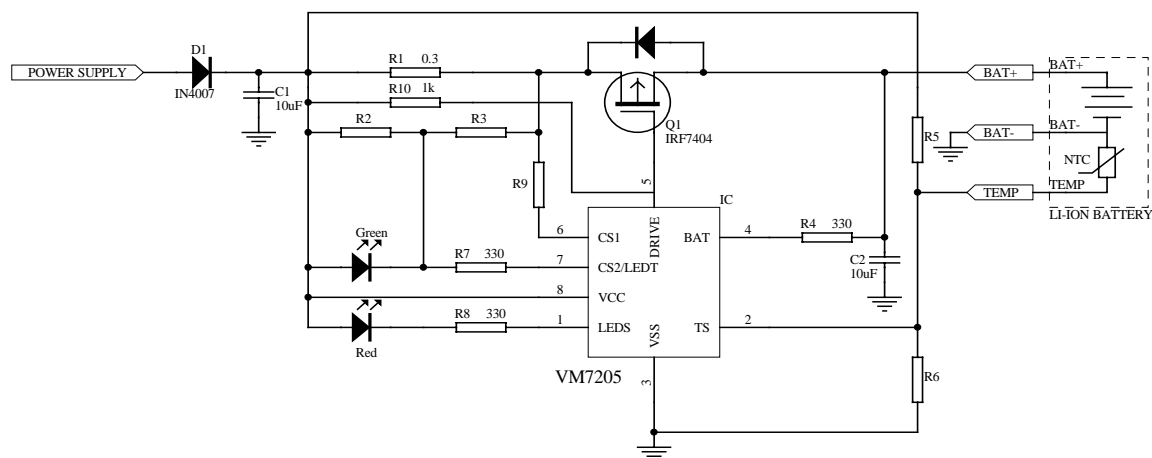 D1
POWER SUPPLY
IN4007
C1
10uF
R1 0.3
R10 1k
R2
R3
R9
Q1
IRF7404
R5
BAT+
BAT+
BAT-
BAT-
NTC
TEMP
TEMP
LI-ION BATTERY
IC
5
DRIVE
6
CS1
BAT
4
R4 330
Green
R7 330
7
CS2/LEDT
C2
10uF
8
VCC
Red
R8 330
1
LEDS
VSS
TS
2
VM7205
3
R6